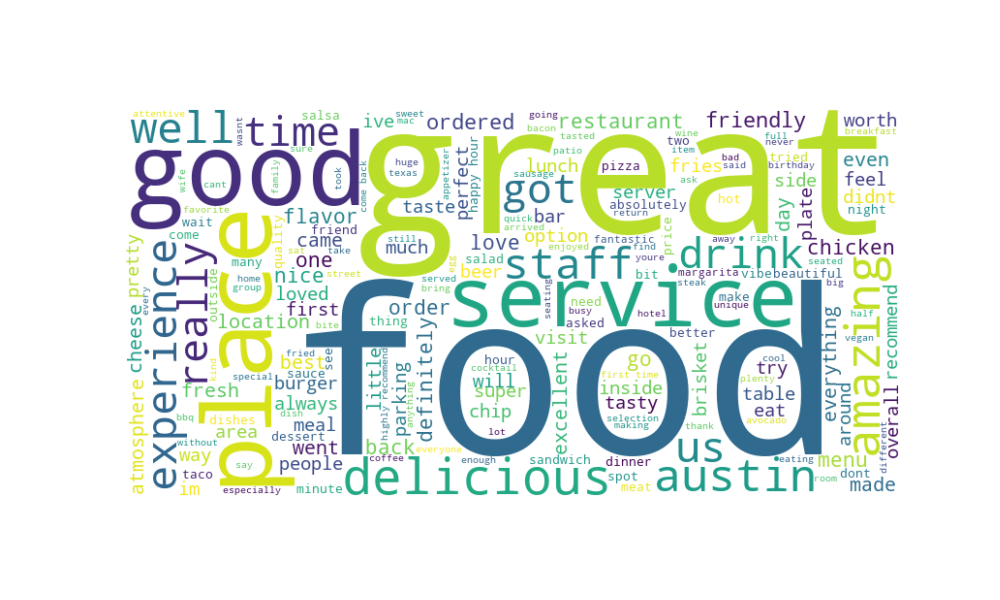 attentive
well
time
salsa
ive
sweet
mac
ordered
going
bacon
restaurant
two
friendly
full
never
worth
breakfast
good
great
wasnt
sure
cant
family
wife
took
favorite
come back
huge
texas
taste
appetizer
perfect
happy hour
sausage
tasted
patio
lunch
pizza
wine
item
fries
bad
said
tried
birthday
side
even
feel
didnt
night
got
server
absolutely
return
ask
hot
plate
day
wait
come
flavor
friend
came
one
many
quality
sat
nice
street
still
much
love
salad
beer
egg
quick
arrived
bar
option
enjoyed
fantastic
price
youre
away
right
seated
chicken
staff
drink
bit
steak
margarita
vibe
beautiful
big
pretty
cheese
every
atmosphere
experience
really
outside
place
home
group
loved
first
location
bite
served
bring
order
thing
service
seating
need
busy
asked
hotel
visit
make
unique
better
amazing
half
vegan
recommend
overall
different
kind
special
fresh
fried
best
sauce
burger
see
little
always
dish
dishes
area
bbq
without
way
taco
im
say
especially
meal
dessert
went
people
minute
highly recommend
anything
parking
definitely
food
hour
cocktail
will
super
chip
lot
excellent
go
first time
inside
tasty
selection
making
brisket
thank
cool
try
plenty
table
eat
avocado
everything
around
back
coffee
take
everyone
enough
delicious
sandwich
dinner
spot
meat
us
austin
eating
room
menu
dont
made